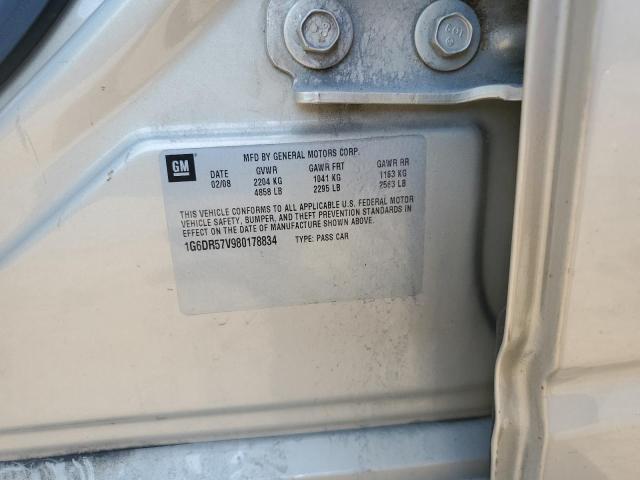 GM
MFD BY GENERAL MOTORS CORP.
DATE GVWR GAWR FRT GAWR RR
02/08 2204 KG 1041 KG 1163 KG
4858 LB 2295 LB 2563 LB
THIS VEHICLE CONFORMS TO ALL APPLICABLE U.S. FEDERAL MOTOR
VEHICLE SAFETY, BUMPER, AND THEFT PREVENTION STANDARDS IN
EFFECT ON THE DATE OF MANUFACTURE SHOWN ABOVE.
1G6DR57V980178834 TYPE: PASS CAR